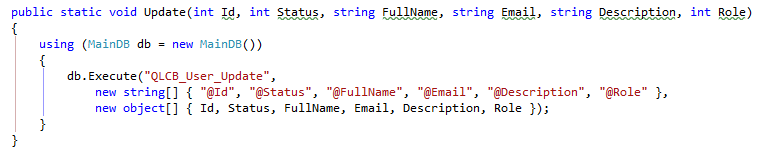 public static void Update(int Id, int Status, string FullName, string Email, string Description, int Role)
{
    using (MainDB db = new MainDB())
    {
        db.Execute("QLCB_User_Update",
            new string[] { "@Id", "@Status", "@FullName", "@Email", "@Description", "@Role" },
            new object[] { Id, Status, FullName, Email, Description, Role });
    }
}